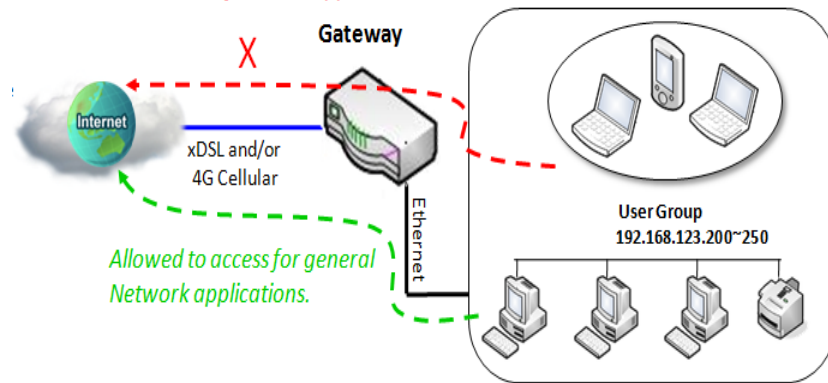 X
Gateway
Internet
xDSL and/or
4G Cellular
Ethernet
User Group
192.168.123.200~250
Allowed to access for general
Network applications.